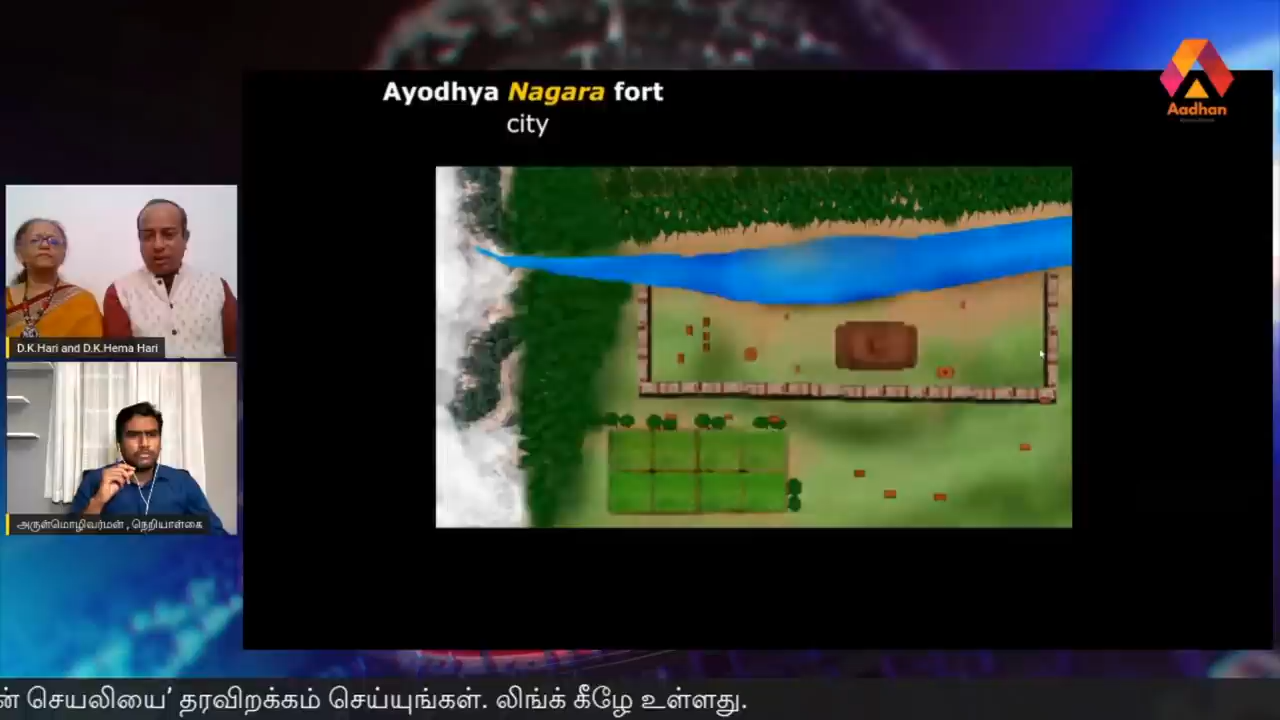 Ayodhya Nagara fort
city
Aadhan
D.K.Hari and D.K.Hema Hari
அருள்மொழிவர்மன் , நெறியாள்கை
ன் செயலியை’ தரவிறக்கம் செய்யுங்கள். லிங்க் கீழே உள்ளது.